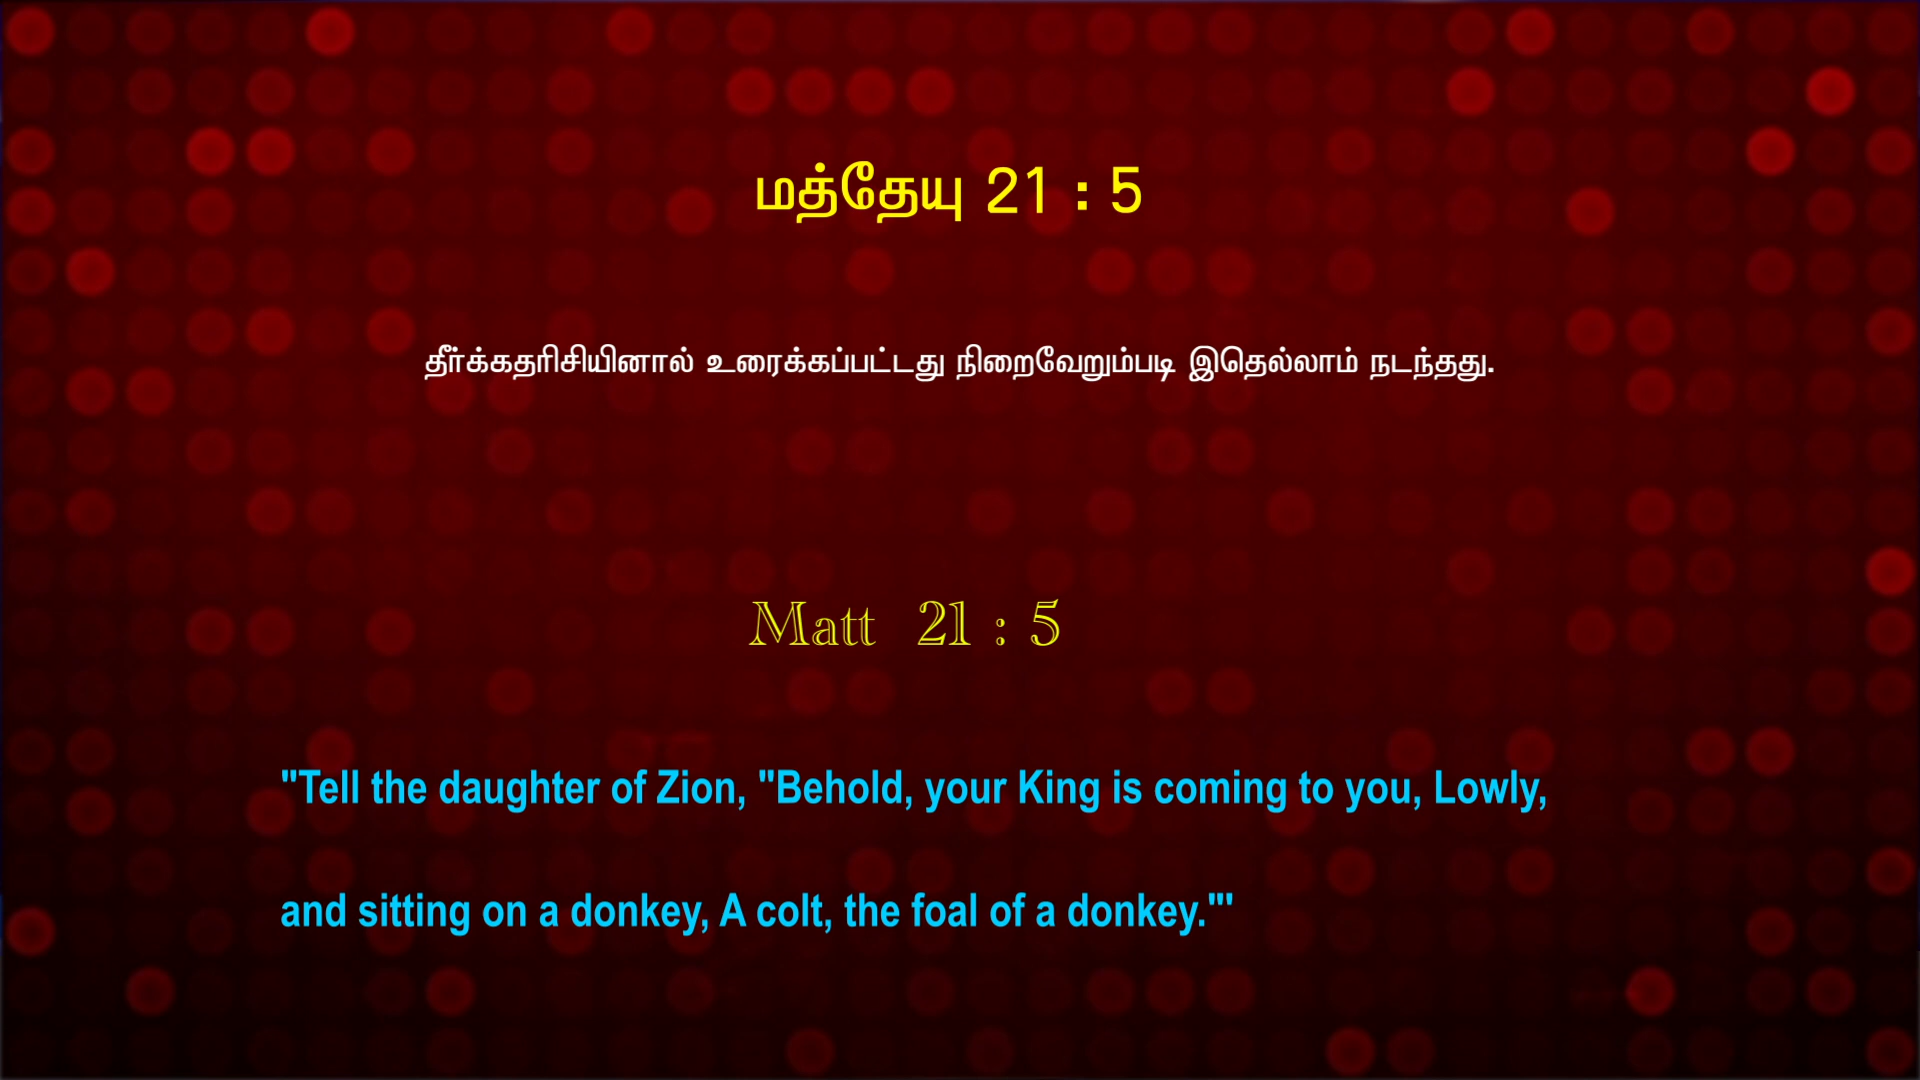 மத்தேயு 21 : 5
தீர்க்கதரிசியினால் உரைக்கப்பட்டது நிறைவேறும்படி இதெல்லாம் நடந்தது.
Matt 21 : 5
"Tell the daughter of Zion, "Behold, your King is coming to you, Lowly,
and sitting on a donkey, A colt, the foal of a donkey."'